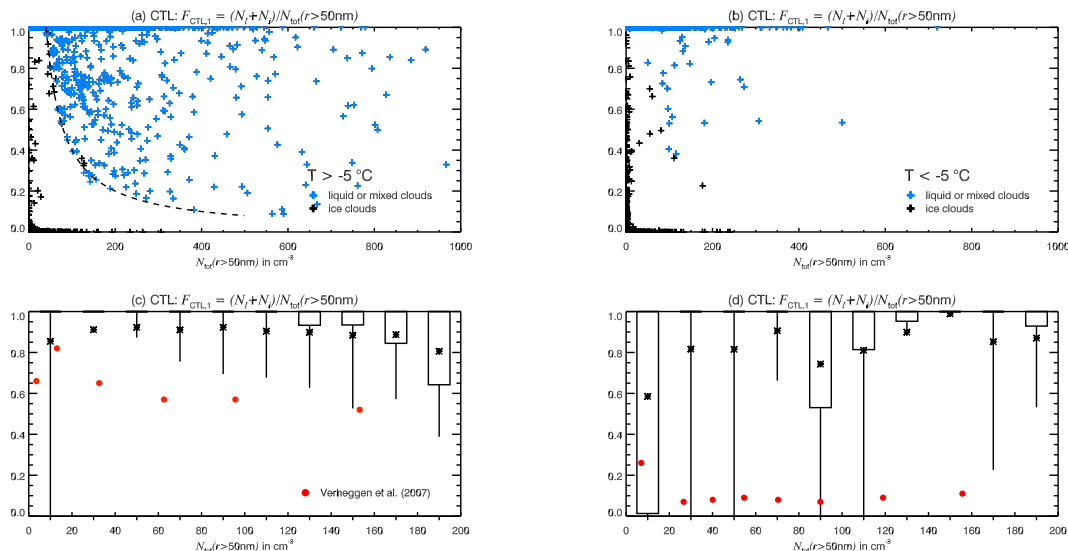 (a) CTL: F_CTL,1 = (N_l+N_i)/N_tot(r>50nm)
1.0
0.8
0.6
0.4
0.2
0.0
T > -5 °C
liquid or mixed clouds
ice clouds
0 200 400 600 800 1000
N_tot(r>50nm) in cm⁻³
(b) CTL: F_CTL,1 = (N_l+N_i)/N_tot(r>50nm)
1.0
0.8
0.6
0.4
0.2
0.0
T < -5 °C
liquid or mixed clouds
ice clouds
0 200 400 600 800 1000
N_tot(r>50nm) in cm⁻³
(c) CTL: F_CTL,1 = (N_l+N_i)/N_tot(r>50nm)
1.0
0.8
0.6
0.4
0.2
0.0
Verheggen et al. (2007)
0 20 40 60 80 100 120 140 160 180 200
N_tot(r>50nm) in cm⁻³
(d) CTL: F_CTL,1 = (N_l+N_i)/N_tot(r>50nm)
1.0
0.8
0.6
0.4
0.2
0.0
0 20 40 60 80 100 120 140 160 180 200
N_tot(r>50nm) in cm⁻³